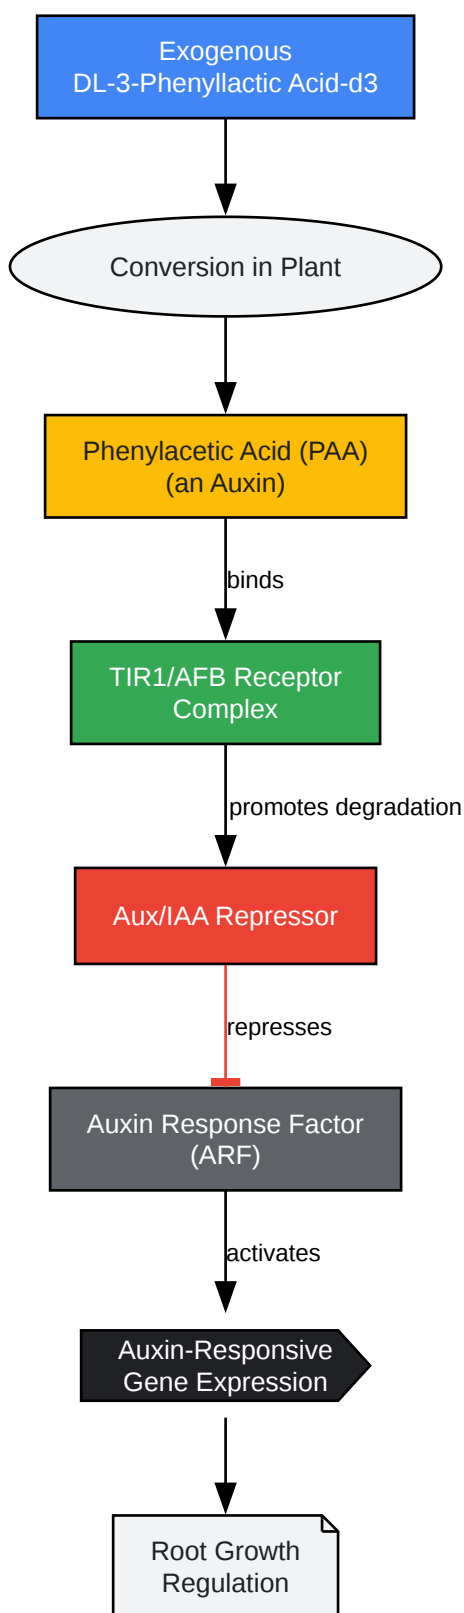 Exogenous
DL-3-Phenyllactic Acid-d3
Conversion in Plant
Phenylacetic Acid (PAA)
(an Auxin)
binds
TIR1/AFB Receptor
Complex
promotes degradation
Aux/IAA Repressor
represses
Auxin Response Factor
(ARF)
activates
Auxin-Responsive
Gene Expression
Root Growth
Regulation